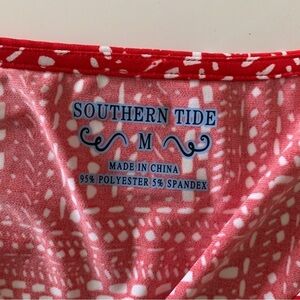 SOUTHERN TIDE
M
MADE IN CHINA
95% POLYESTER 5% SPANDEX